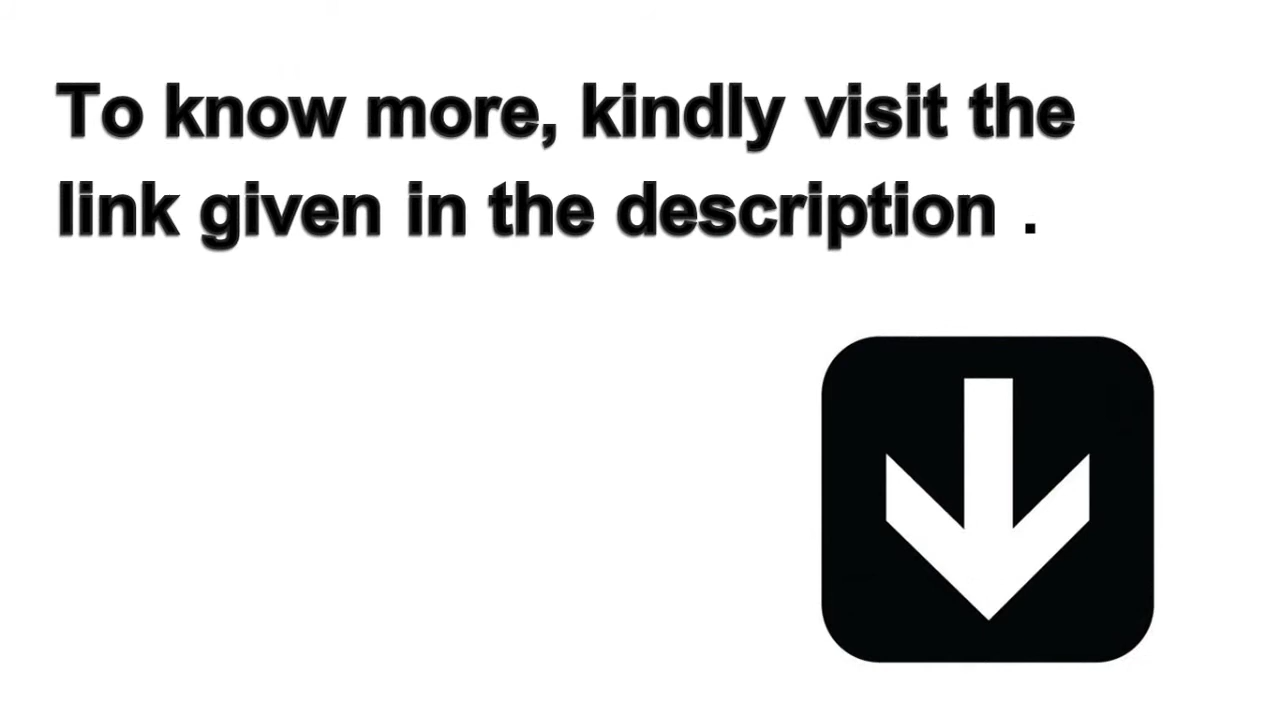 To know more, kindly visit the
link given in the description .